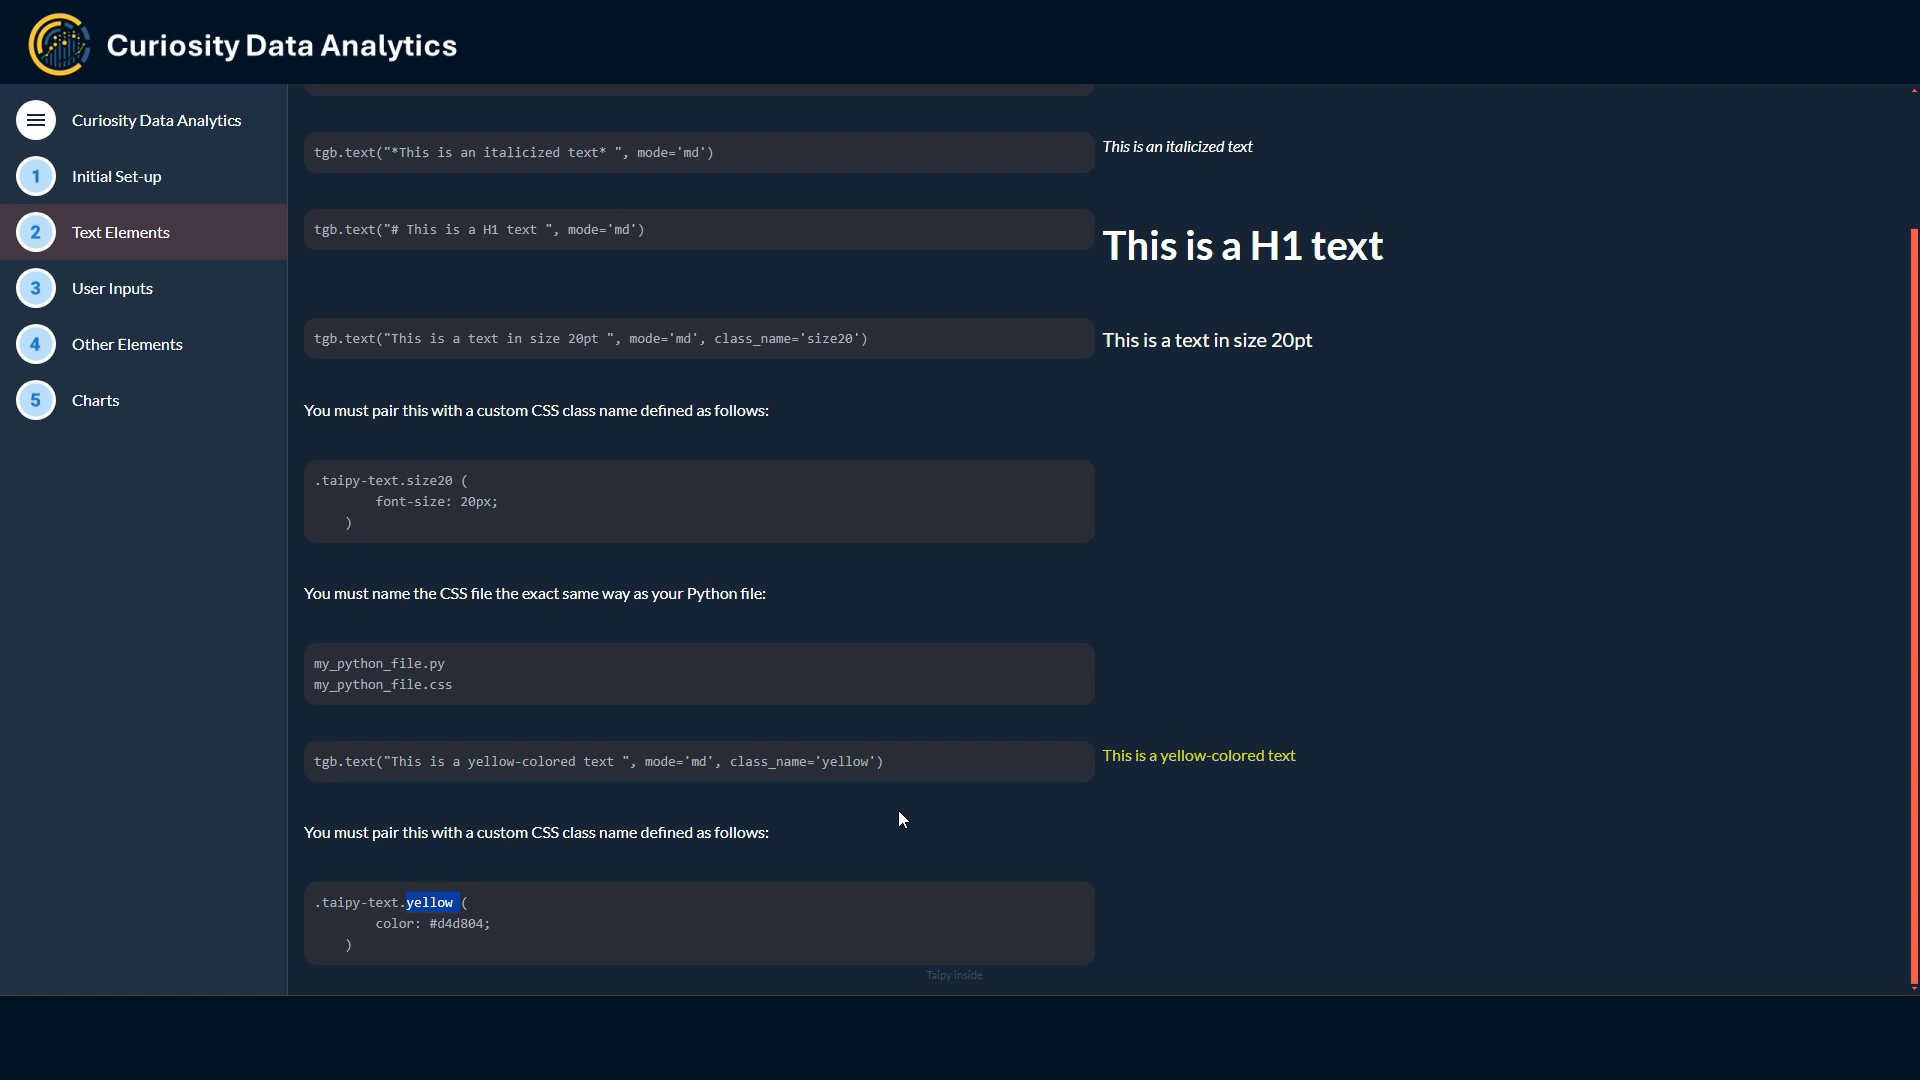 Curiosity Data Analytics
Curiosity Data Analytics
1 Initial Set-up
2 Text Elements
3 User Inputs
4 Other Elements
5 Charts
tgb.text("*This is an italicized text* ", mode='md')
This is an italicized text
tgb.text("# This is a H1 text ", mode='md')
This is a H1 text
tgb.text("This is a text in size 20pt ", mode='md', class_name='size20')
This is a text in size 20pt
You must pair this with a custom CSS class name defined as follows:
.taipy-text.size20 (
font-size: 20px;
)
You must name the CSS file the exact same way as your Python file:
my_python_file.py
my_python_file.css
tgb.text("This is a yellow-colored text ", mode='md', class_name='yellow')
This is a yellow-colored text
You must pair this with a custom CSS class name defined as follows:
.taipy-text.yellow (
color: #d4d804;
)
Taipy inside